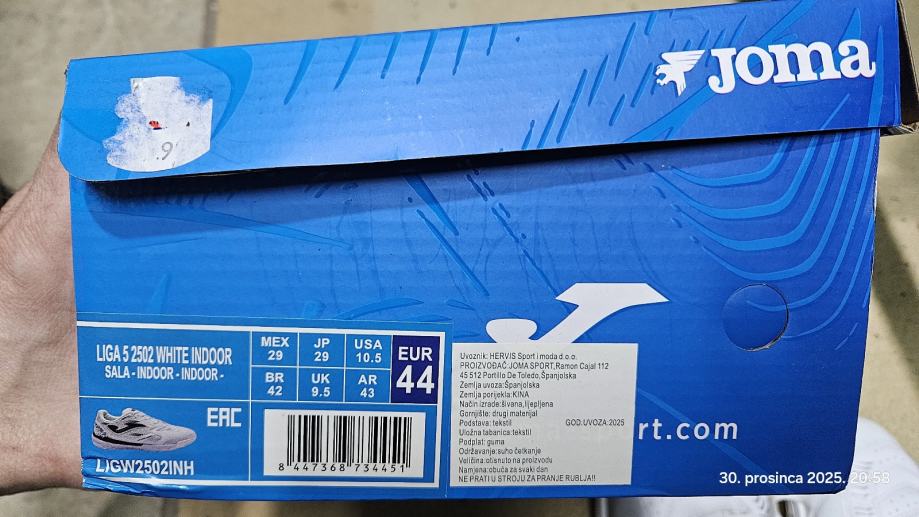 JOMA
.9
LIGA 5 2502 WHITE INDOOR
SALA - INDOOR - INDOOR -
MEX 29
JP 29
USA 10.5
EUR 44
BR 42
UK 9.5
AR 43
EAC
LIGW2502INH
8 447368 734451
Uvoznik: HERVIS Sport i moda d.o.o.
PROIZVOĐAČ:JOMA SPORT,Ramon Cajal 112
45 512 Portillo De Toledo,Španjolska
Zemlja uvoza:Španjolska
Zemlja porijekla:KINA
Način izrade:šivana,lijepljena
Gornjište: drugi materijal
Podstava: tekstil GOD.UVOZA:2025
Uložna tabanica:tekstil
Podplat: guma
Održavanje:suho četkanje
Veličina:otisnuto na proizvodu
Namjena:obuća za svaki dan
NE PRATI U STROJU ZA PRANJE RUBLJA!!
rt.com
30. prosinca 2025. 20:58